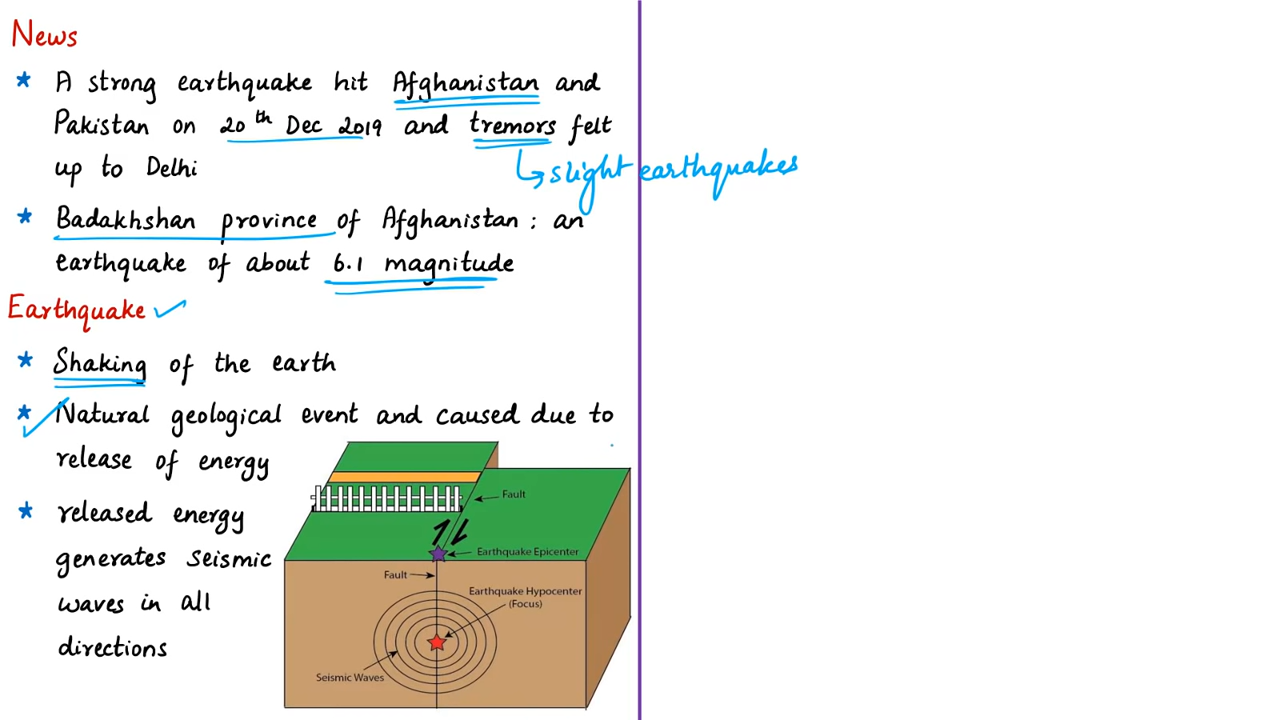 News
* A strong earthquake hit Afghanistan and
Pakistan on 20th Dec 2019 and tremors felt
up to Delhi
slight earthquakes
* Badakhshan province of Afghanistan : an
earthquake of about 6.1 magnitude
Earthquake
* Shaking of the earth
* Natural geological event and caused due to
release of energy
* released energy
generates seismic
waves in all
directions
Fault
Earthquake Epicenter
Fault
Earthquake Hypocenter
(Focus)
Seismic Waves